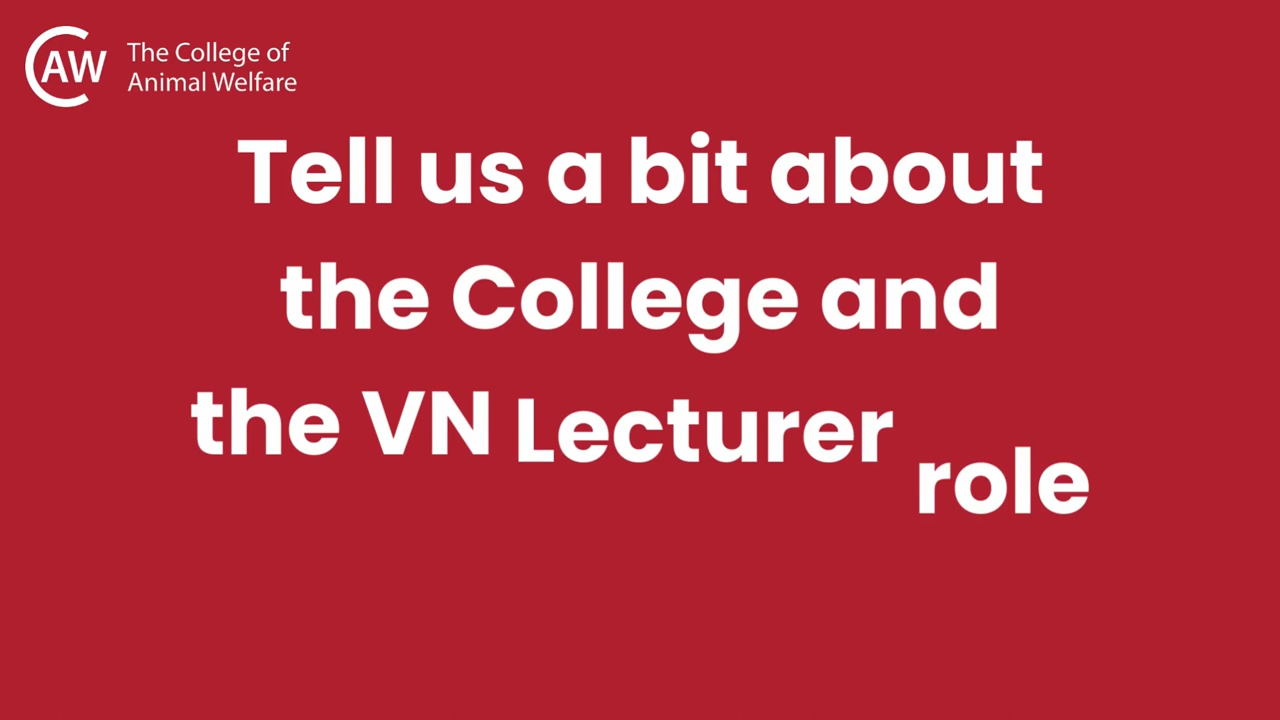 CAW
The College of
Animal Welfare
Tell us a bit about
the College and
the VN Lecturer role